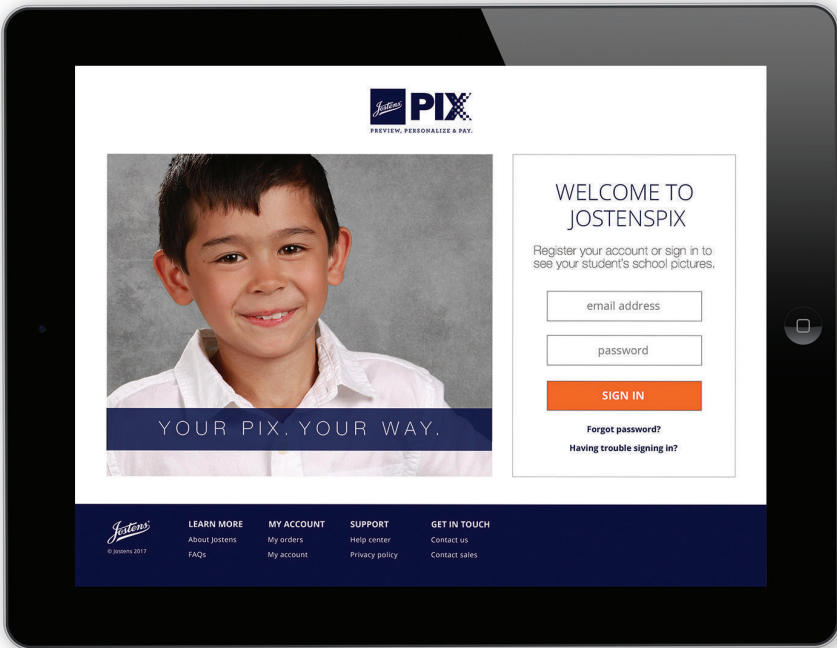 Jostens PIX
PREVIEW, PERSONALIZE & PAY.
YOUR PIX. YOUR WAY.
WELCOME TO
JOSTENSPIX
Register your account or sign in to
see your student's school pictures.
email address
password
SIGN IN
Forgot password?
Having trouble signing in?
Jostens
© Jostens 2017
LEARN MORE
About Jostens
FAQs
MY ACCOUNT
My orders
My account
SUPPORT
Help center
Privacy policy
GET IN TOUCH
Contact us
Contact sales